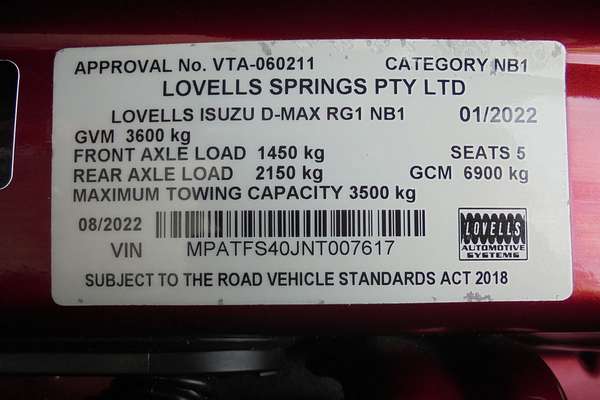 APPROVAL No. VTA-060211 CATEGORY NB1
LOVELLS SPRINGS PTY LTD
LOVELLS ISUZU D-MAX RG1 NB1 01/2022
GVM 3600 kg
FRONT AXLE LOAD 1450 kg SEATS 5
REAR AXLE LOAD 2150 kg GCM 6900 kg
MAXIMUM TOWING CAPACITY 3500 kg
08/2022
VIN MPATFS40JNT007617
LOVELLS
AUTOMOTIVE
SYSTEMS
SUBJECT TO THE ROAD VEHICLE STANDARDS ACT 2018